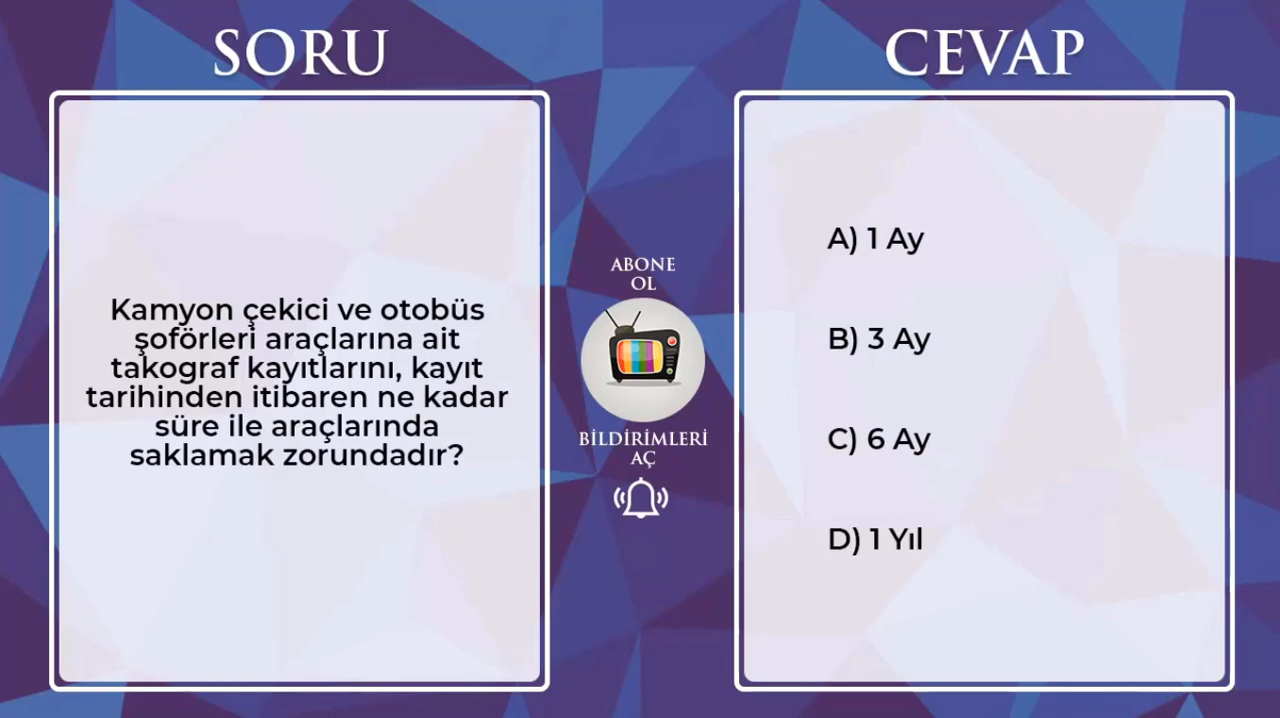 SORU
Kamyon çekici ve otobüs
şoförleri araçlarına ait
takograf kayıtlarını, kayıt
tarihinden itibaren ne kadar
süre ile araçlarında
saklamak zorundadır?
ABONE
OL
BİLDİRİMLERİ
AÇ
CEVAP
A) 1 Ay
B) 3 Ay
C) 6 Ay
D) 1 Yıl